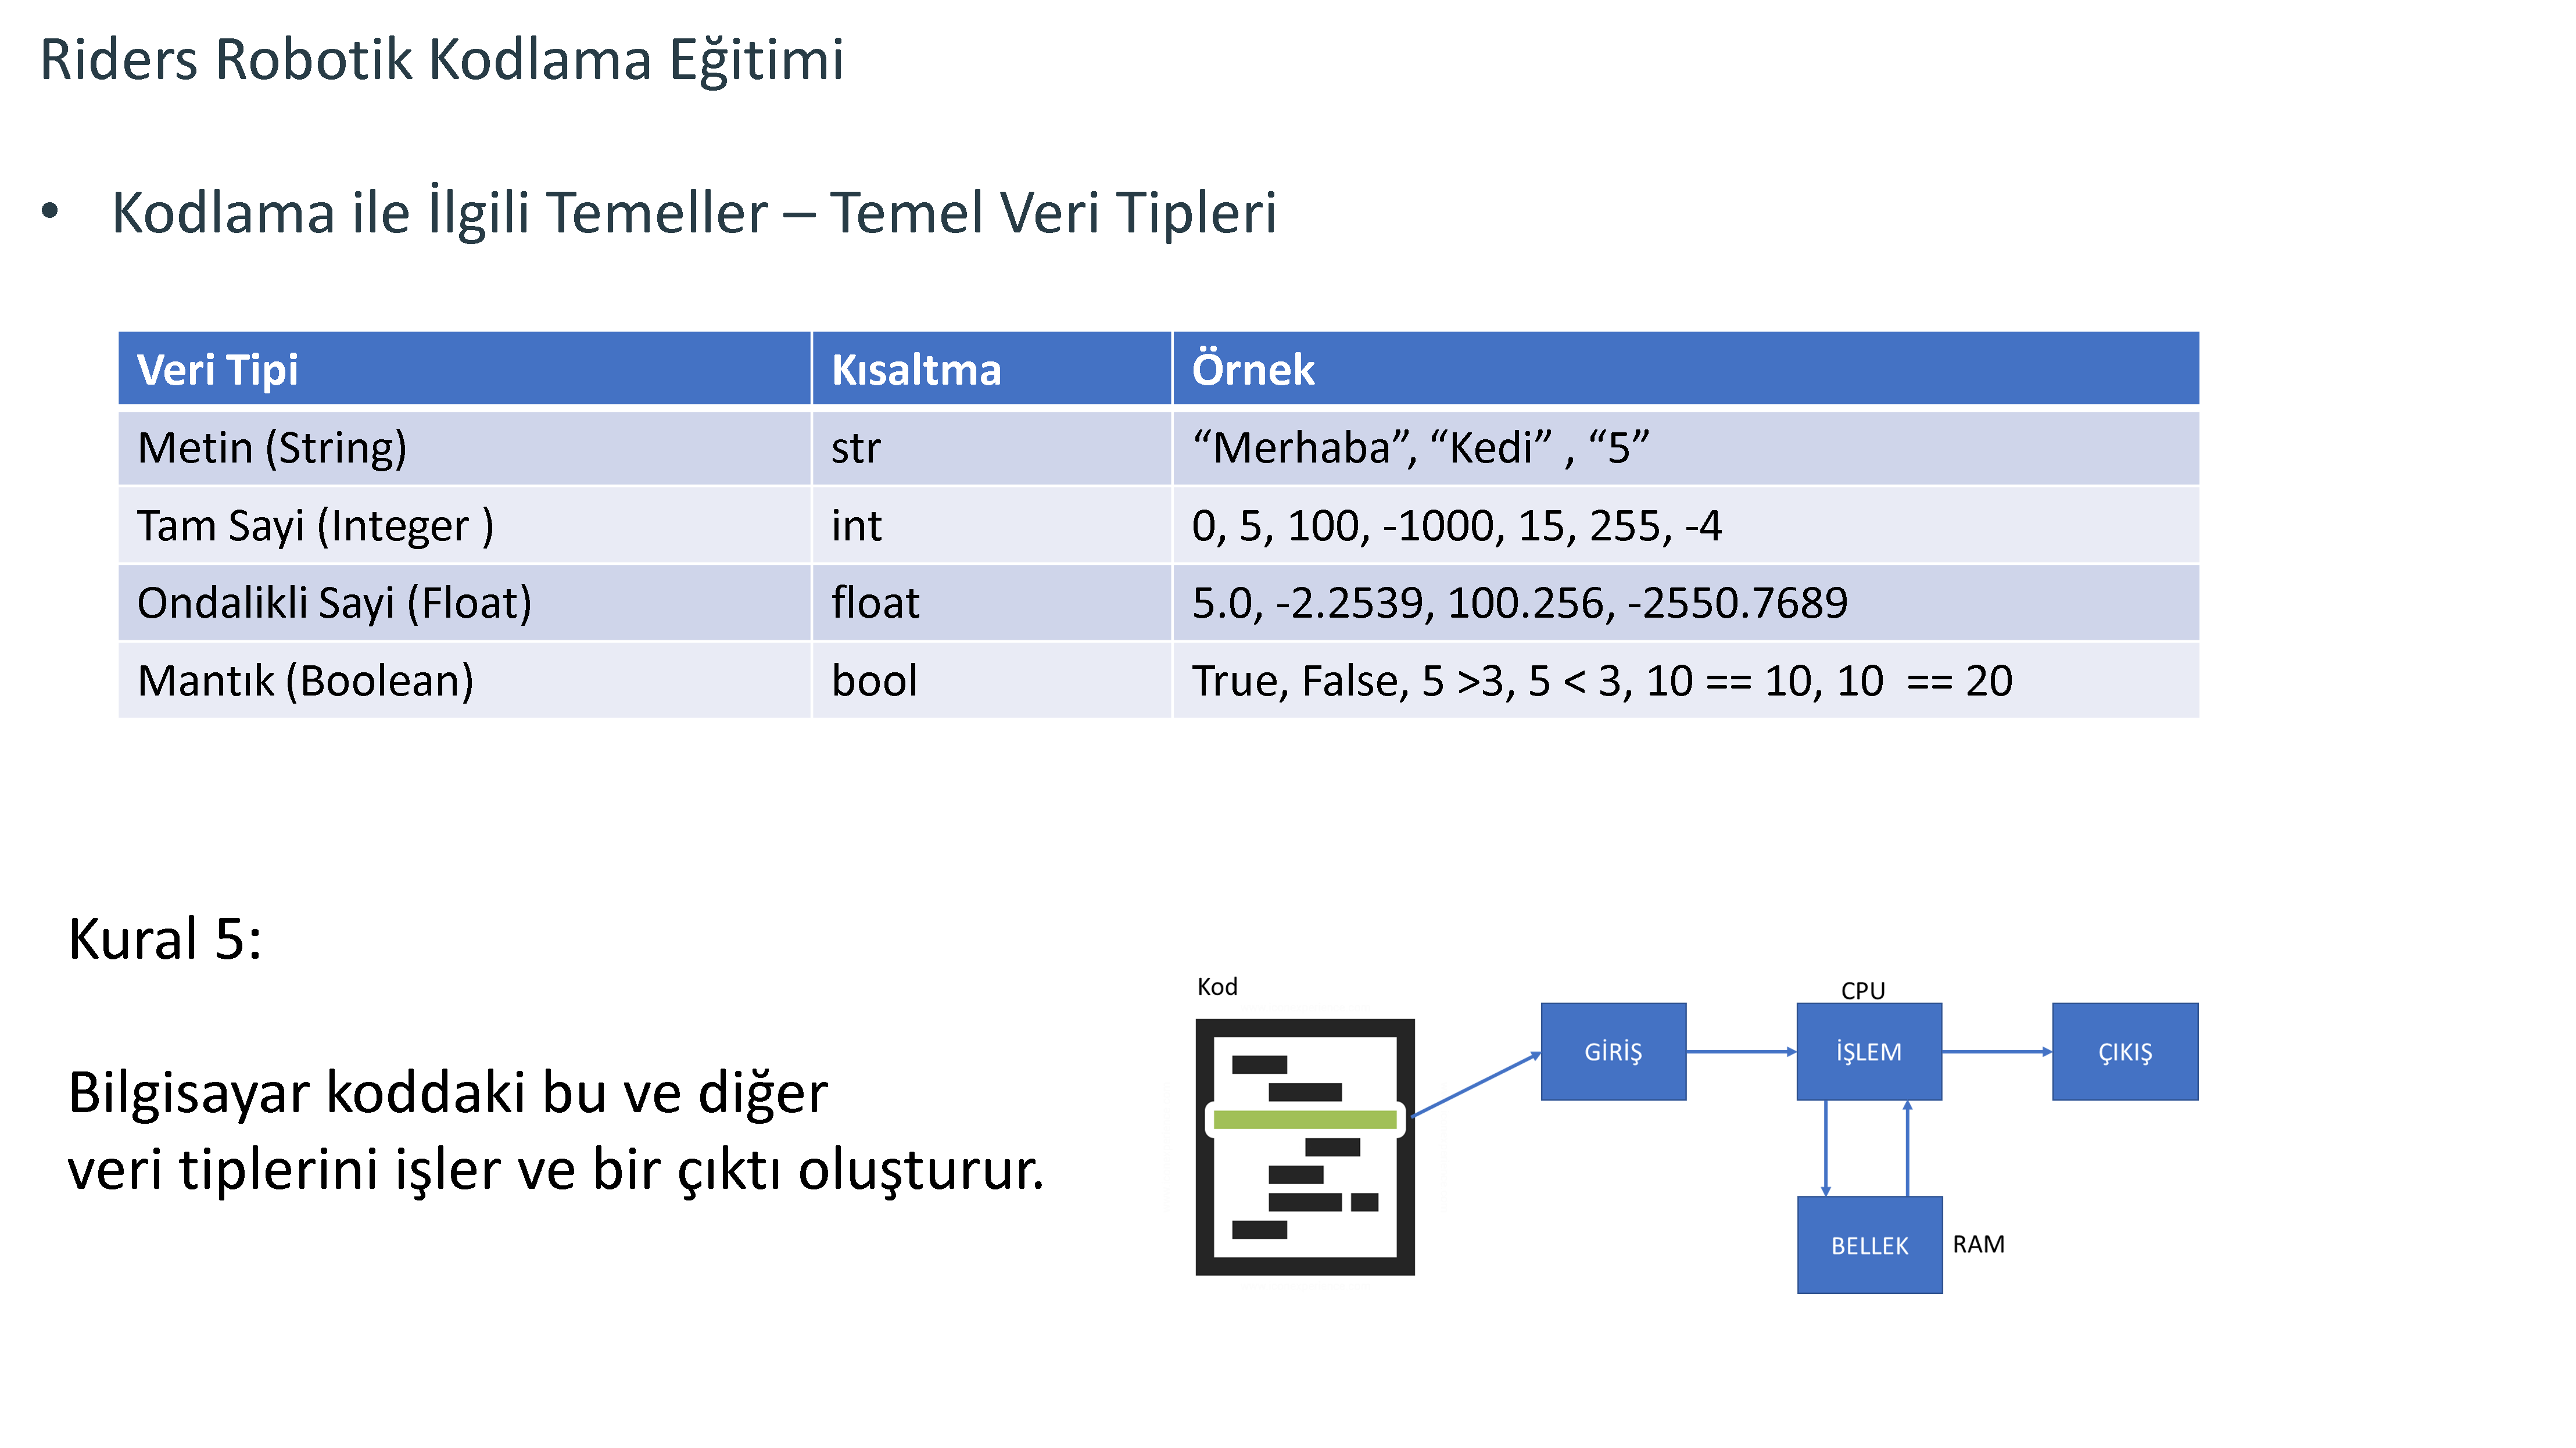 Riders Robotik Kodlama Eğitimi
• Kodlama ile İlgili Temeller – Temel Veri Tipleri
Veri Tipi Kısaltma Örnek
Metin (String) str “Merhaba”, “Kedi” , “5”
Tam Sayi (Integer ) int 0, 5, 100, -1000, 15, 255, -4
Ondalikli Sayi (Float) float 5.0, -2.2539, 100.256, -2550.7689
Mantık (Boolean) bool True, False, 5 >3, 5 < 3, 10 == 10, 10 == 20
Kural 5:
Bilgisayar koddaki bu ve diğer
veri tiplerini işler ve bir çıktı oluşturur.
Kod
CPU
GİRİŞ İŞLEM ÇIKIŞ
BELLEK RAM